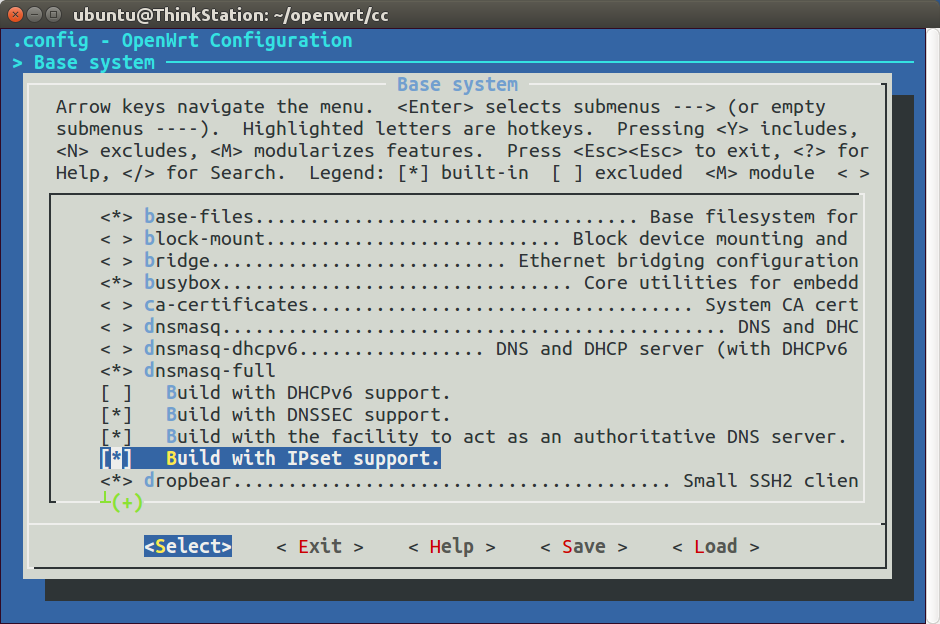 ubuntu@ThinkStation: ~/openwrt/cc
.config - OpenWrt Configuration
> Base system
Base system
Arrow keys navigate the menu.  <Enter> selects submenus ---> (or empty
submenus ----).  Highlighted letters are hotkeys.  Pressing <Y> includes,
<N> excludes, <M> modularizes features.  Press <Esc><Esc> to exit, <?> for
Help, </> for Search.  Legend: [*] built-in  [ ] excluded  <M> module  < >
<*> base-files................................... Base filesystem for
< > block-mount........................... Block device mounting and
< > bridge........................... Ethernet bridging configuration
<*> busybox................................ Core utilities for embedd
< > ca-certificates................................... System CA cert
< > dnsmasq.............................................. DNS and DHC
< > dnsmasq-dhcpv6................. DNS and DHCP server (with DHCPv6
<*> dnsmasq-full
[ ]   Build with DHCPv6 support.
[*]   Build with DNSSEC support.
[*]   Build with the facility to act as an authoritative DNS server.
[*]   Build with IPset support.
<*> dropbear........................................ Small SSH2 clien
(+)
<Select>    < Exit >    < Help >    < Save >    < Load >